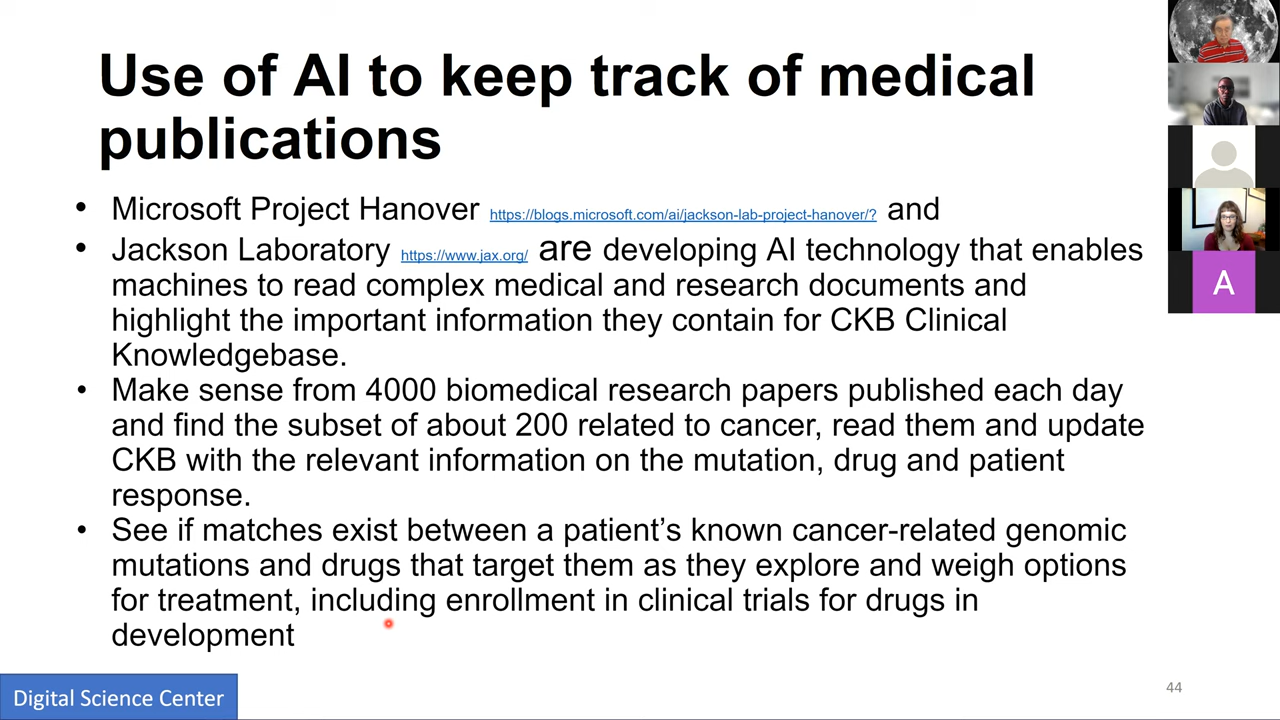 Use of AI to keep track of medical
publications
• Microsoft Project Hanover https://blogs.microsoft.com/ai/jackson-lab-project-hanover/? and
• Jackson Laboratory https://www.jax.org/ are developing AI technology that enables
machines to read complex medical and research documents and
highlight the important information they contain for CKB Clinical
Knowledgebase.
• Make sense from 4000 biomedical research papers published each day
and find the subset of about 200 related to cancer, read them and update
CKB with the relevant information on the mutation, drug and patient
response.
• See if matches exist between a patient’s known cancer-related genomic
mutations and drugs that target them as they explore and weigh options
for treatment, including enrollment in clinical trials for drugs in
development
Digital Science Center
44
A